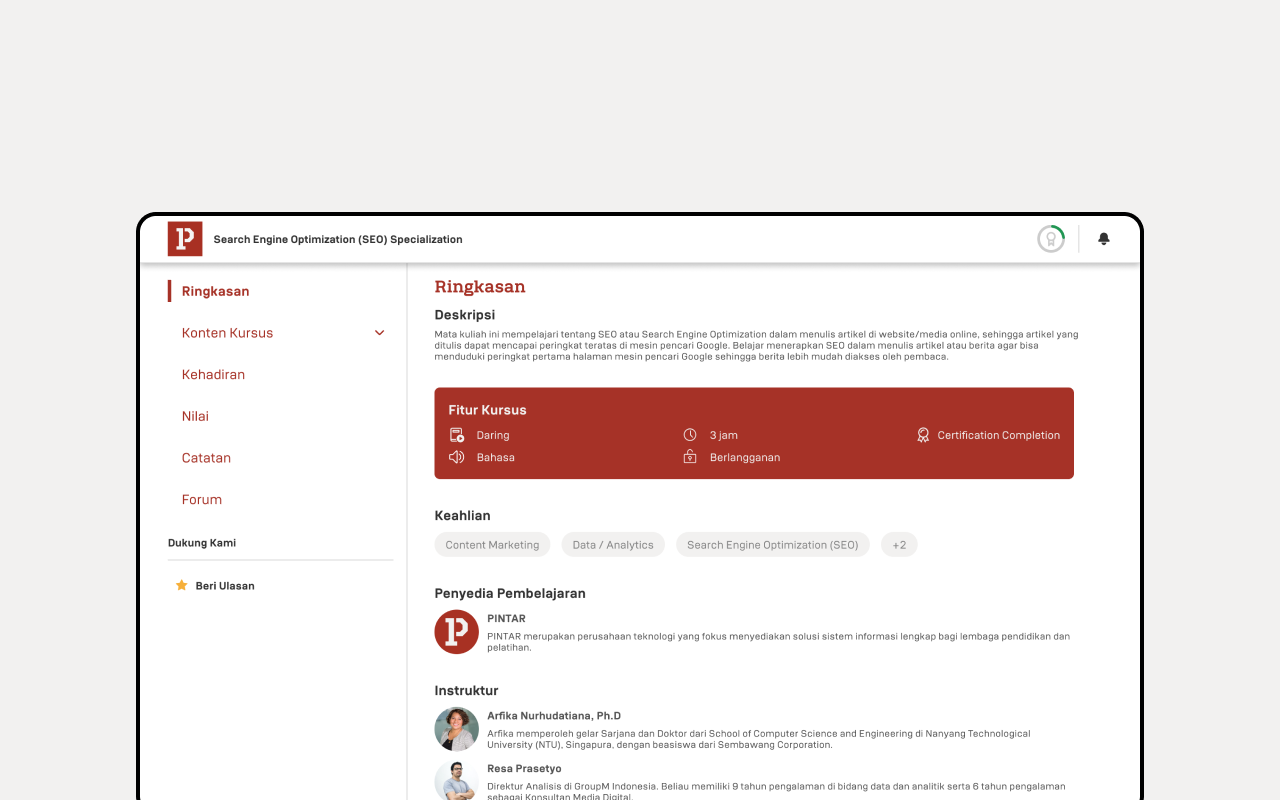 P
Search Engine Optimization (SEO) Specialization
Ringkasan
Konten Kursus
Kehadiran
Nilai
Catatan
Forum
Dukung Kami
Beri Ulasan
Ringkasan
Deskripsi
Mata kuliah ini mempelajari tentang SEO atau Search Engine Optimization dalam menulis artikel di website/media online, sehingga artikel yang
ditulis dapat mencapai peringkat teratas di mesin pencari Google. Belajar menerapkan SEO dalam menulis artikel atau berita agar bisa
menduduki peringkat pertama halaman mesin pencari Google sehingga berita lebih mudah diakses oleh pembaca.
Fitur Kursus
Daring
3 jam
Certification Completion
Bahasa
Berlangganan
Keahlian
Content Marketing
Data / Analytics
Search Engine Optimization (SEO)
+2
Penyedia Pembelajaran
P
PINTAR
PINTAR merupakan perusahaan teknologi yang fokus menyediakan solusi sistem informasi lengkap bagi lembaga pendidikan dan
pelatihan.
Instruktur
Arfika Nurhudatiana, Ph.D
Arfika memperoleh gelar Sarjana dan Doktor dari School of Computer Science and Engineering di Nanyang Technological
University (NTU), Singapura, dengan beasiswa dari Sembawang Corporation.
Resa Prasetyo
Direktur Analisis di GroupM Indonesia. Beliau memiliki 9 tahun pengalaman di bidang data dan analitik serta 6 tahun pengalaman
sebagai Konsultan Media Digital.